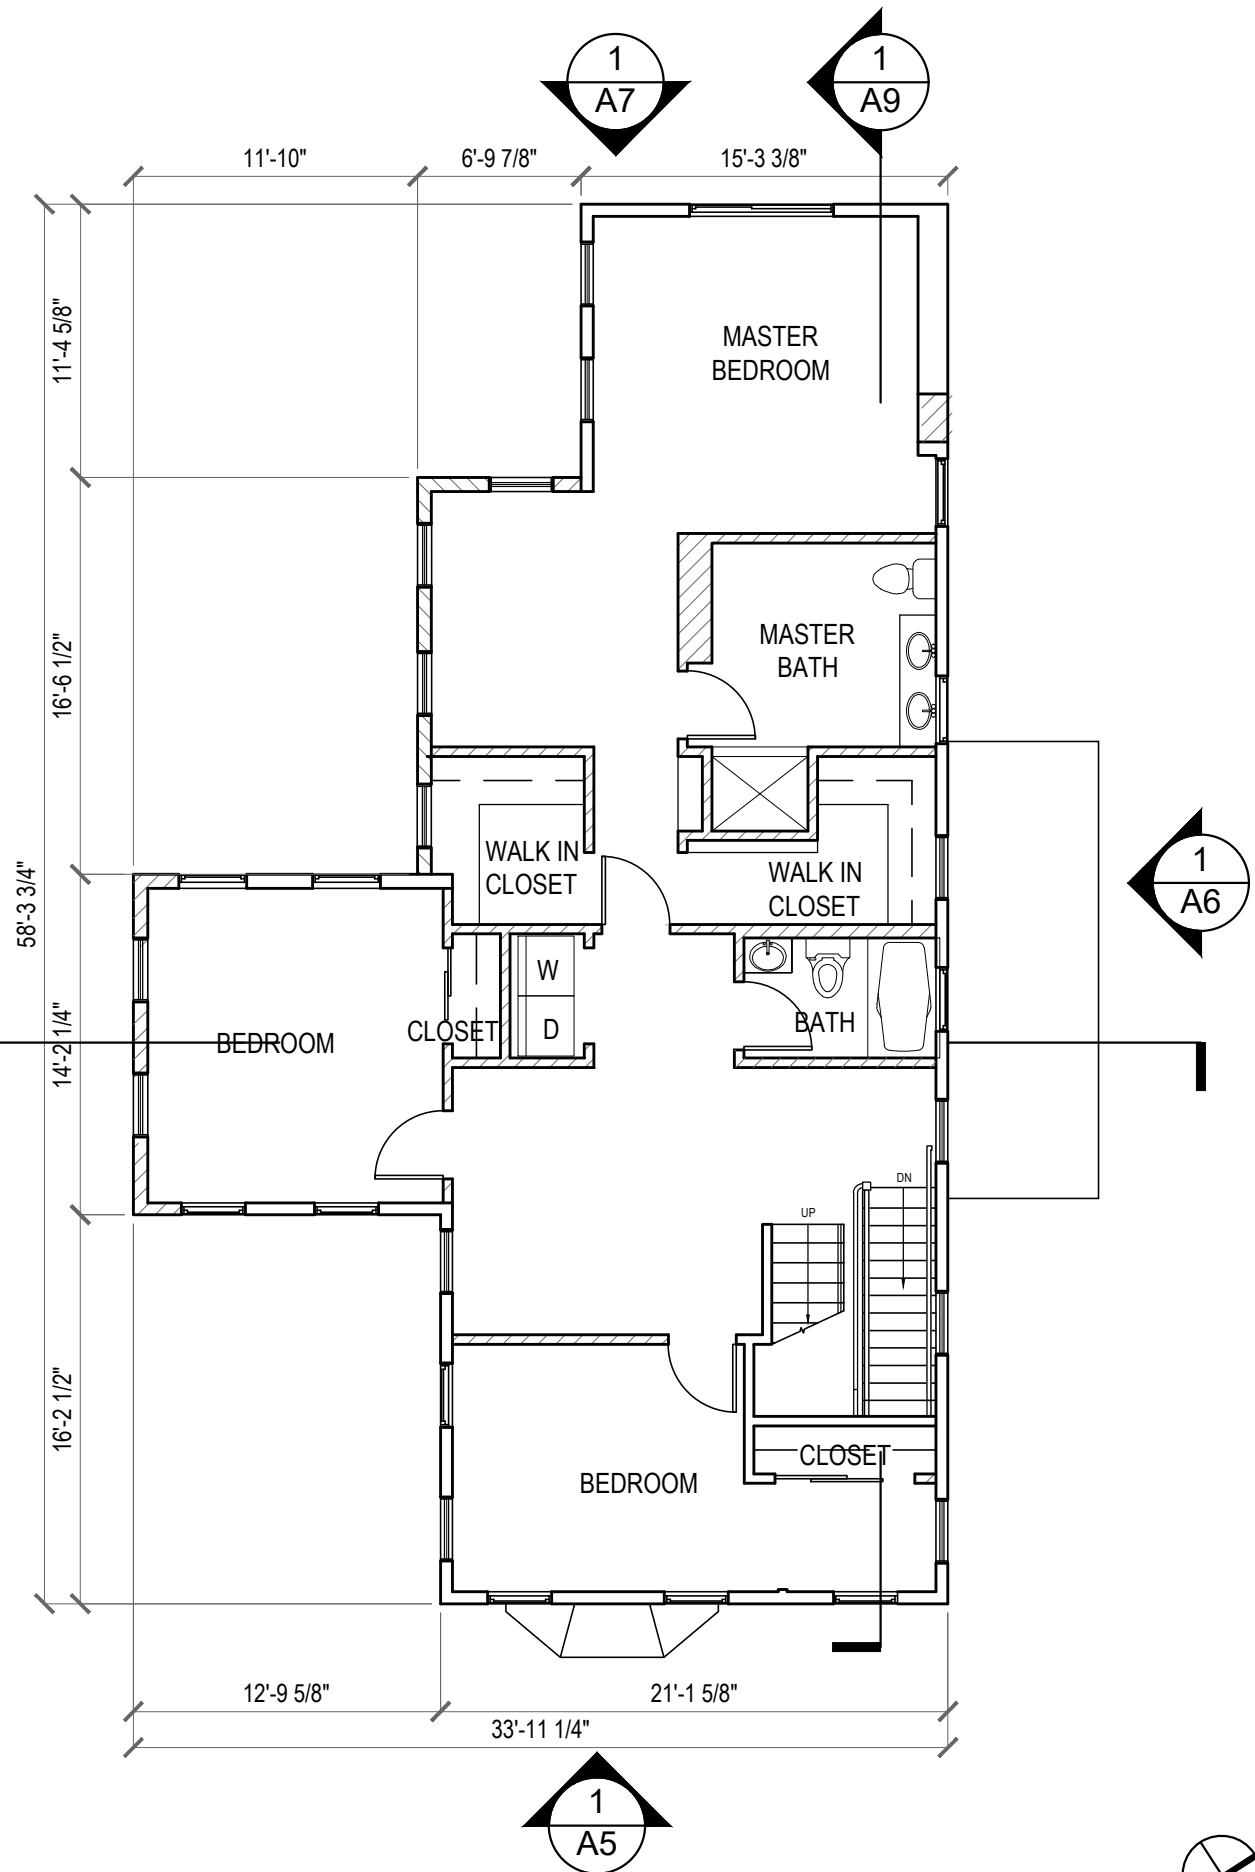 1
A7
1
A9
11'-10"
6'-9 7/8"
15'-3 3/8"
11'-4 5/8"
MASTER
BEDROOM
16'-6 1/2"
MASTER
BATH
58'-3 3/4"
WALK IN
CLOSET
WALK IN
CLOSET
1
A6
W
D
BEDROOM
CLOSET
BATH
14'-2 1/4"
DN
UP
16'-2 1/2"
CLOSET
BEDROOM
12'-9 5/8"
21'-1 5/8"
33'-11 1/4"
1
A5